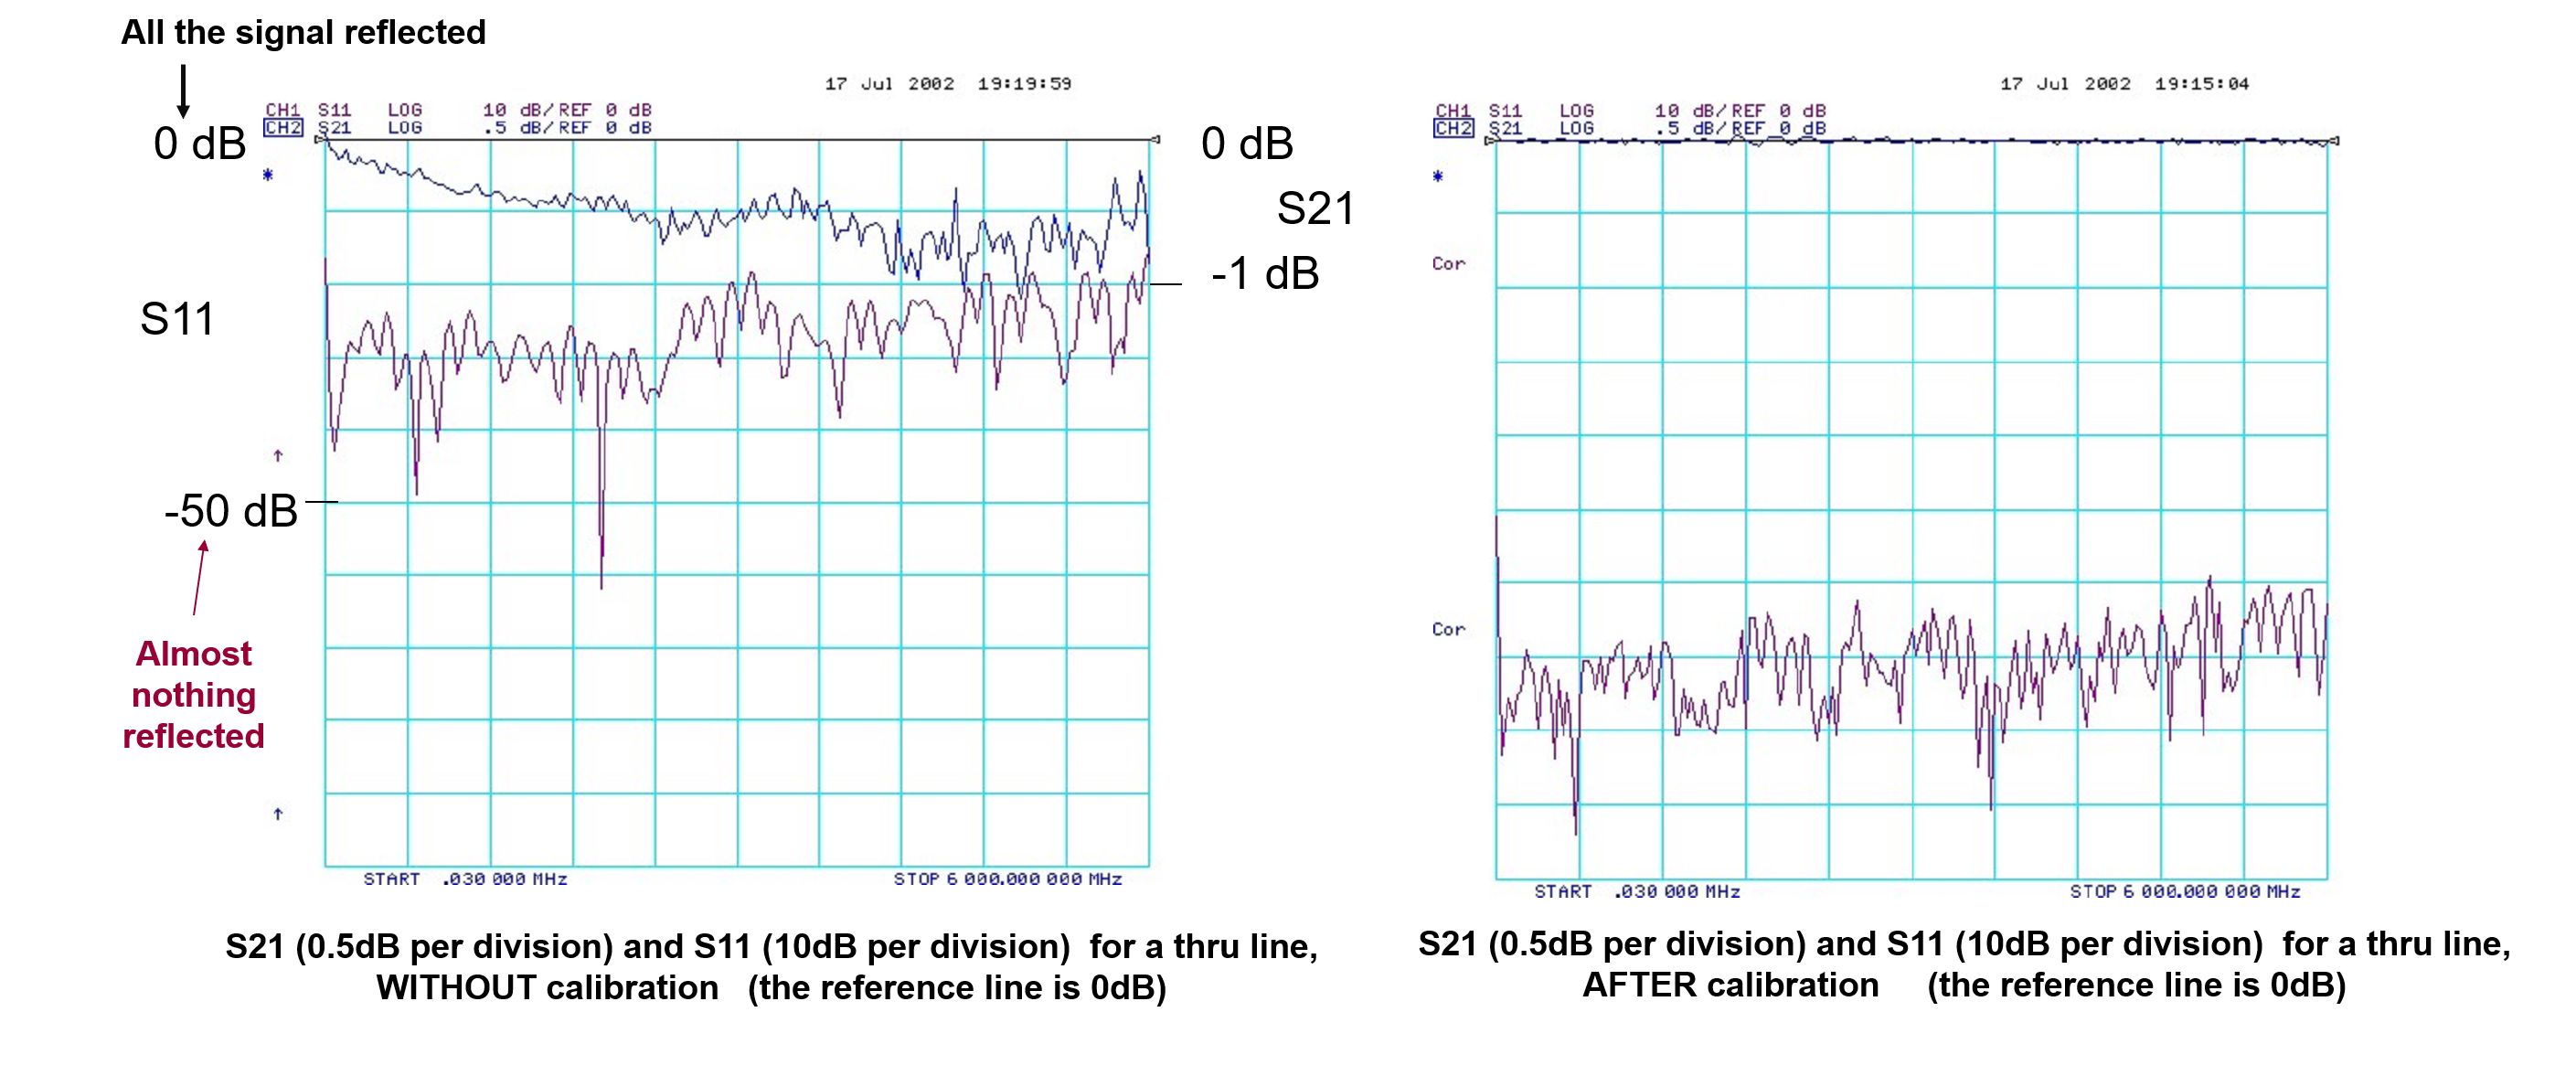 All the signal reflected
17 Jul 2002 19:19:59
CH1 S11 LOG 10 dB/REF 0 dB
CH2 S21 LOG .5 dB/REF 0 dB
0 dB
*
S11
↑
-50 dB
Almost
nothing
reflected
↑
START .030 000 MHz STOP 6 000.000 000 MHz
0 dB
S21
-1 dB
S21 (0.5dB per division) and S11 (10dB per division) for a thru line,
WITHOUT calibration (the reference line is 0dB)
17 Jul 2002 19:15:04
CH1 S11 LOG 10 dB/REF 0 dB
CH2 S21 LOG .5 dB/REF 0 dB
*
Cor
Cor
START .030 000 MHz STOP 6 000.000 000 MHz
S21 (0.5dB per division) and S11 (10dB per division) for a thru line,
AFTER calibration (the reference line is 0dB)